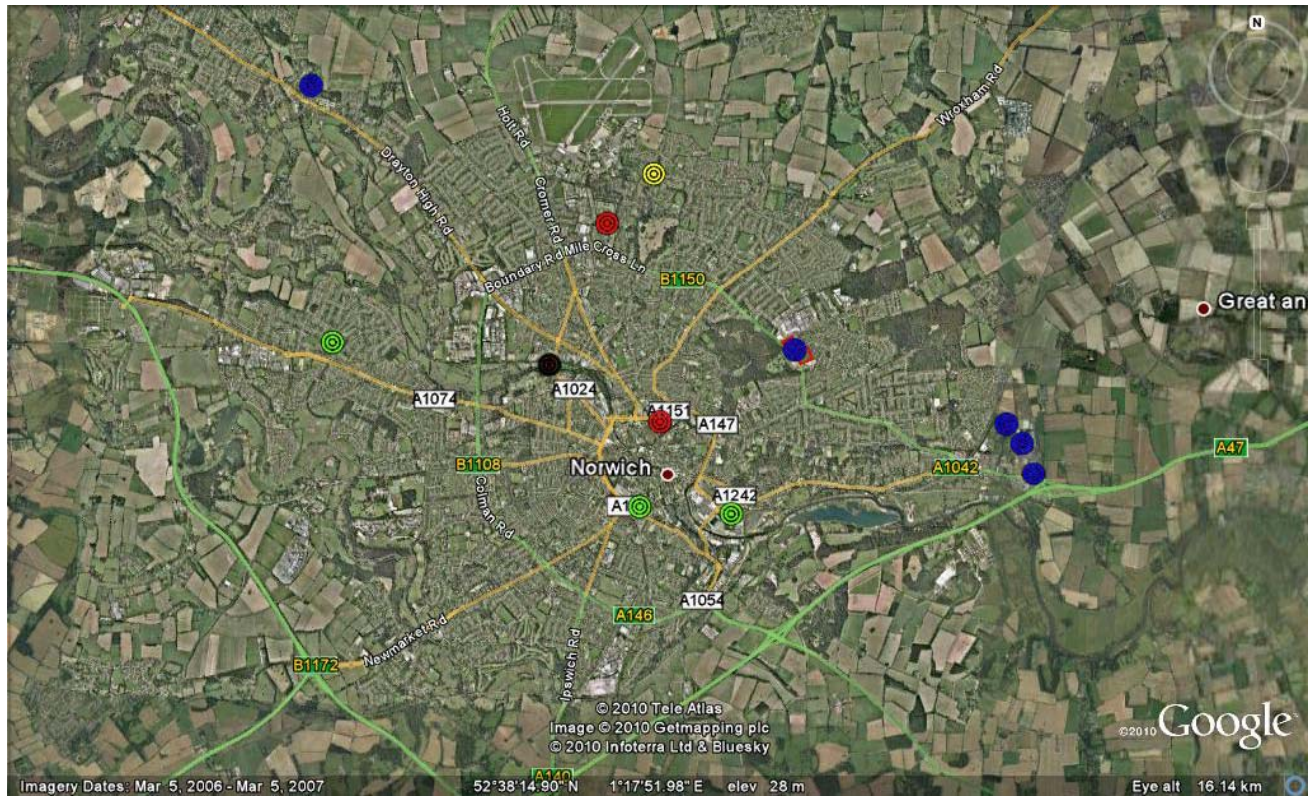 N
Wroxham Rd
Holt Rd
Drayton High Rd
Cromer Rd
Boundary Rd
Mile Cross Ln
B1150
Great an
A1074
A1024
A1151
A147
B1108
Norwich
A1042
A47
Colman Rd
A1
A1242
A146
A1054
B1172
Newmarket Rd
Ipswich Rd
© 2010 Tele Atlas
Image © 2010 Getmapping plc
© 2010 Infoterra Ltd & Bluesky
©2010 Google
A140
Imagery Dates: Mar 5, 2006 - Mar 5, 2007 52°38'14.90" N 1°17'51.98" E elev 28 m Eye alt 16.14 km